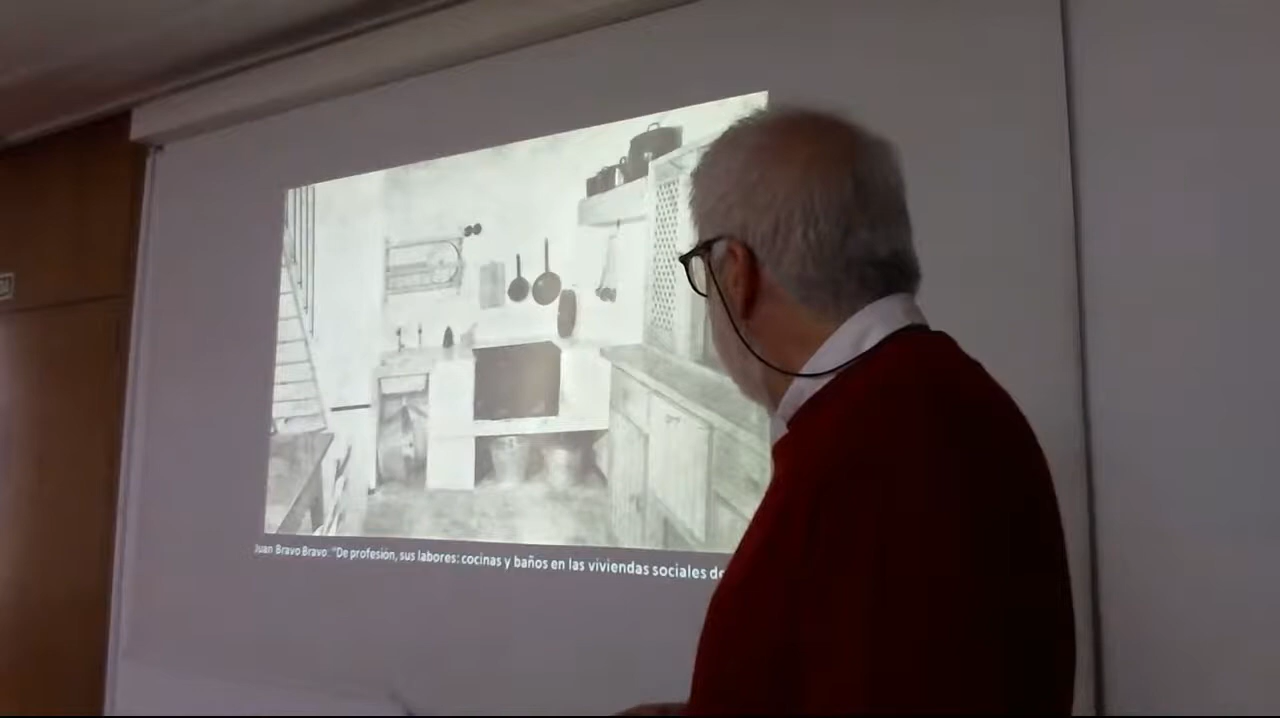 Juan Bravo Bravo: "De profesión, sus labores: cocinas y baños en las viviendas sociales de